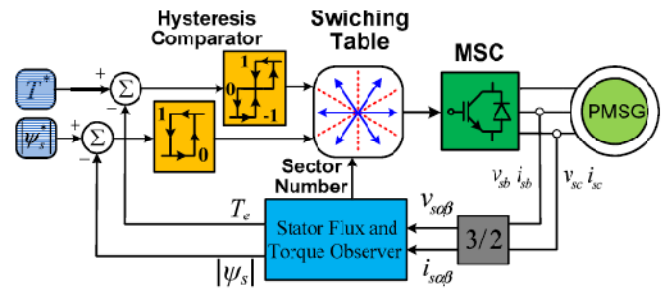 Hysteresis
Comparator
Swiching
Table
MSC
T*
+
Σ
−
1
0
-1
ψs*
+
Σ
−
1
0
PMSG
Sector
Number
vsb isb
vsc isc
Te
Stator Flux and
Torque Observer
vsαβ
3/2
|ψs|
isαβ